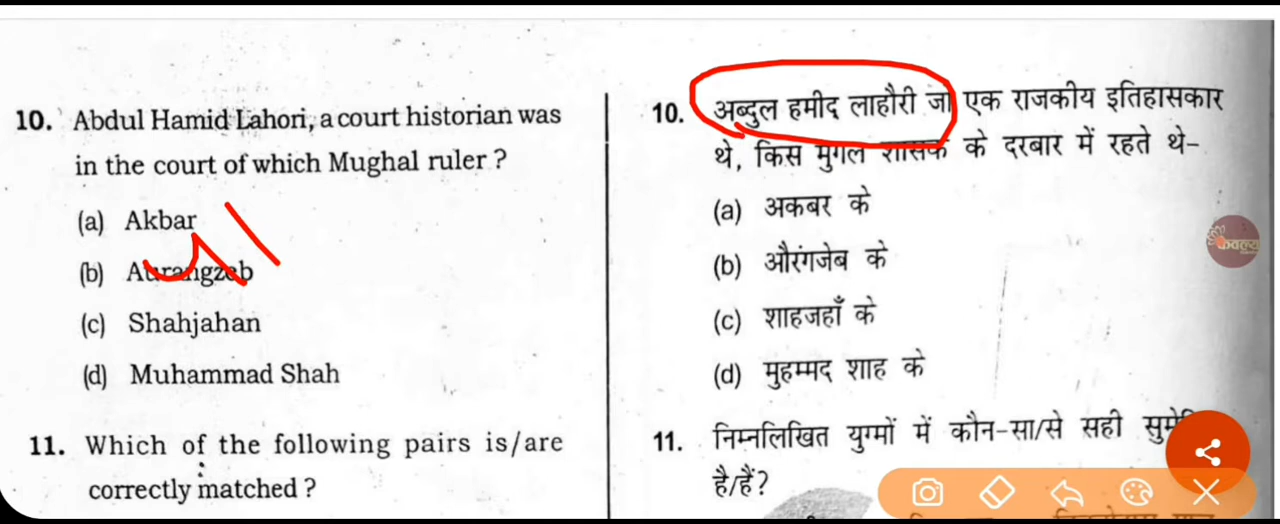 10. Abdul Hamid Lahori, a court historian was
in the court of which Mughal ruler ?
(a) Akbar
(b) Aurangzeb
(c) Shahjahan
(d) Muhammad Shah
11. Which of the following pairs is/are
correctly matched ?
10. अब्दुल हमीद लाहौरी जो एक राजकीय इतिहासकार
थे, किस मुगल शासक के दरबार में रहते थे-
(a) अकबर के
(b) औरंगजेब के
(c) शाहजहाँ के
(d) मुहम्मद शाह के
11. निम्नलिखित युग्मों में कौन-सा/से सही
है/हैं?